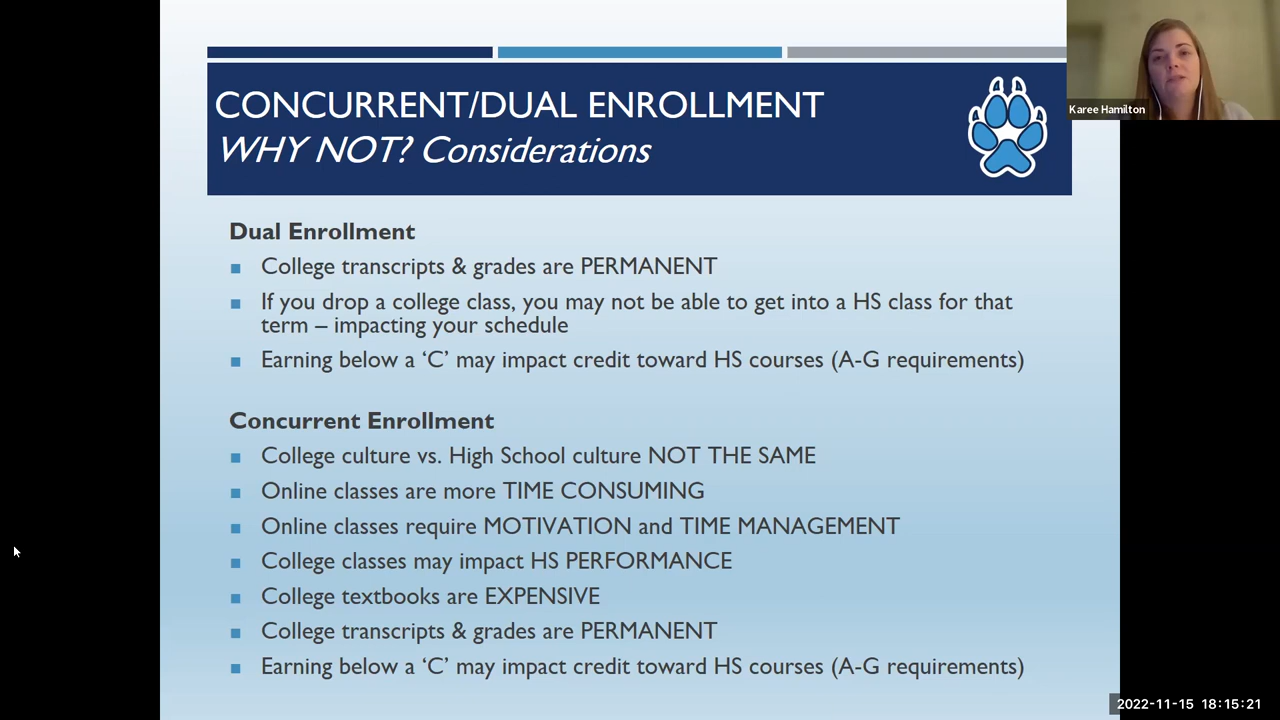 CONCURRENT/DUAL ENROLLMENT
WHY NOT? Considerations
Karee Hamilton
Dual Enrollment
College transcripts & grades are PERMANENT
If you drop a college class, you may not be able to get into a HS class for that
term – impacting your schedule
Earning below a ‘C’ may impact credit toward HS courses (A-G requirements)
Concurrent Enrollment
College culture vs. High School culture NOT THE SAME
Online classes are more TIME CONSUMING
Online classes require MOTIVATION and TIME MANAGEMENT
College classes may impact HS PERFORMANCE
College textbooks are EXPENSIVE
College transcripts & grades are PERMANENT
Earning below a ‘C’ may impact credit toward HS courses (A-G requirements)
2022-11-15 18:15:21